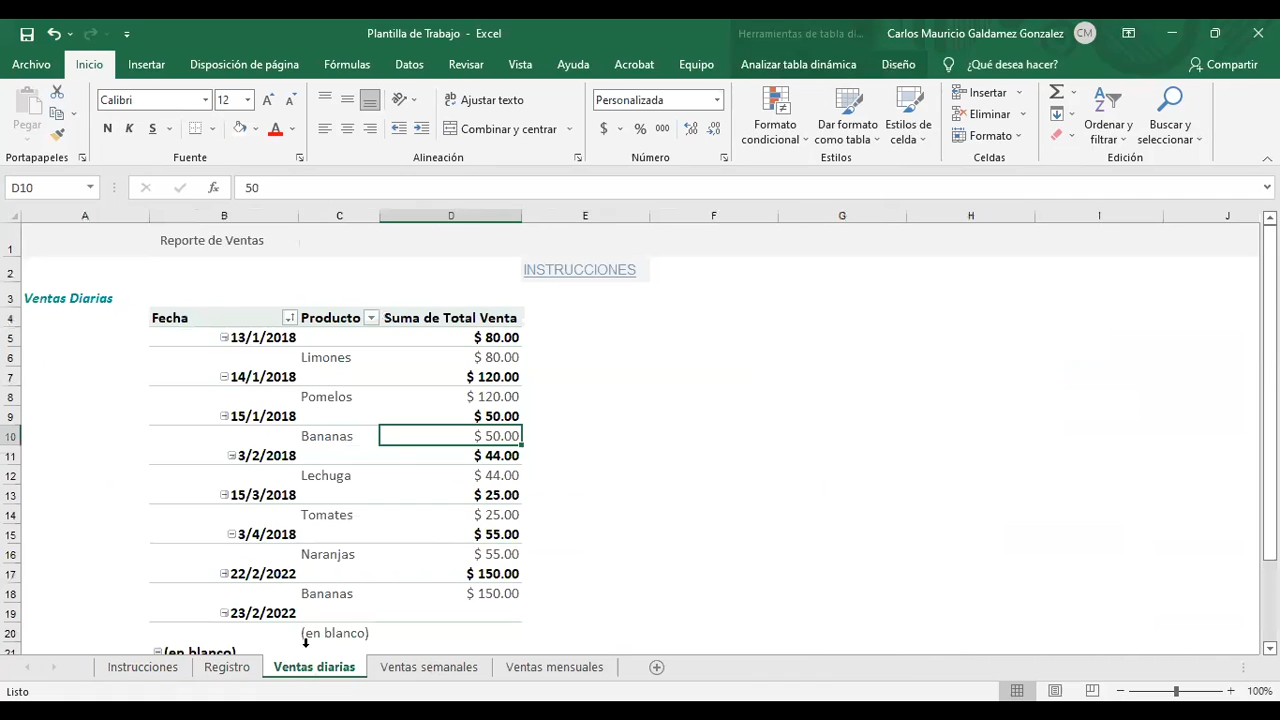 Plantilla de Trabajo - Excel
Herramientas de tabla di...
Carlos Mauricio Galdamez Gonzalez
CM
Archivo
Inicio
Insertar
Disposición de página
Fórmulas
Datos
Revisar
Vista
Ayuda
Acrobat
Equipo
Analizar tabla dinámica
Diseño
¿Qué desea hacer?
Compartir
Pegar
Portapapeles
Calibri
12
N K S
Fuente
Ajustar texto
Combinar y centrar
Alineación
Personalizada
$ % 000
Número
Formato condicional
Dar formato como tabla
Estilos de celda
Estilos
Insertar
Eliminar
Formato
Celdas
Ordenar y filtrar
Buscar y seleccionar
Edición
D10
fx
50
A B C D E F G H I J
1 Reporte de Ventas
2 INSTRUCCIONES
3 Ventas Diarias
4 Fecha Producto Suma de Total Venta
5 13/1/2018 $ 80.00
6 Limones $ 80.00
7 14/1/2018 $ 120.00
8 Pomelos $ 120.00
9 15/1/2018 $ 50.00
10 Bananas $ 50.00
11 3/2/2018 $ 44.00
12 Lechuga $ 44.00
13 15/3/2018 $ 25.00
14 Tomates $ 25.00
15 3/4/2018 $ 55.00
16 Naranjas $ 55.00
17 22/2/2022 $ 150.00
18 Bananas $ 150.00
19 23/2/2022
20 (en blanco)
21 (en blanco)
Instrucciones
Registro
Ventas diarias
Ventas semanales
Ventas mensuales
Listo
100%